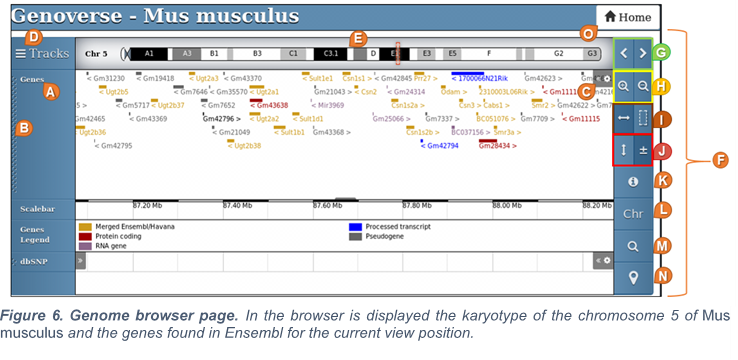 Genoverse - Mus musculus
Home
D
Tracks
Chr 5
A1
A3
B1
B3
C1
C3.1
E
D
E1
E3
E5
F
G2
G3
O
G
Genes
A
B
< Gm31230 > Gm19418 < Ugt2a3 < Gm43370 < Sult1e1 Csn1s1 > < Gm42845 Prr27 > < 1700066N21Rik < Gm42623 < Gm
< Ugt2b5 < Gm7646 < Gm35570 < Ugt2a1 Gm21043 > < Csn2 < Gm24314 Odam > 2310003L06Rik > < Gm11110 Gm4216
< Gm5717 < Ugt2b37 < Gm7652 < Gm43638 < Mir3969 Csn1s2a > Csn3 > Cabs1 > Smr2 > < Gm42622 > Gm7
Gm42465 < Gm43369 Gm42796 > < Ugt2a2 < Sult1d1 < Gm25066 > Gm7709 > BC051076 > Gm7337 > < Gm11115
Ugt2b36 < Gm21049 < Sult1b1 < Gm43368 > Csn1s2b > BC037156 > Smr3a >
< Gm42795 < Ugt2b38 < Gm42794 Gm28434 >
C
H
I
J
F
K
Chr
L
M
N
Scalebar
87.20 Mb 87.40 Mb 87.60 Mb 87.80 Mb 88.00 Mb 88.20 Mb
Genes
Legend
Merged Ensembl/Havana
Protein coding
RNA gene
Processed transcript
Pseudogene
dbSNP
Figure 6. Genome browser page. In the browser is displayed the karyotype of the chromosome 5 of Mus
musculus and the genes found in Ensembl for the current view position.